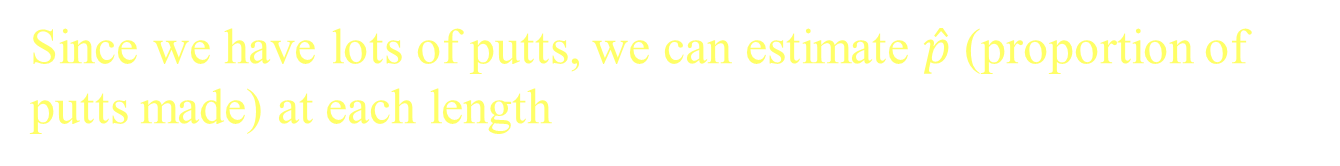 Since we have lots of putts, we can estimate p̂ (proportion of
putts made) at each length